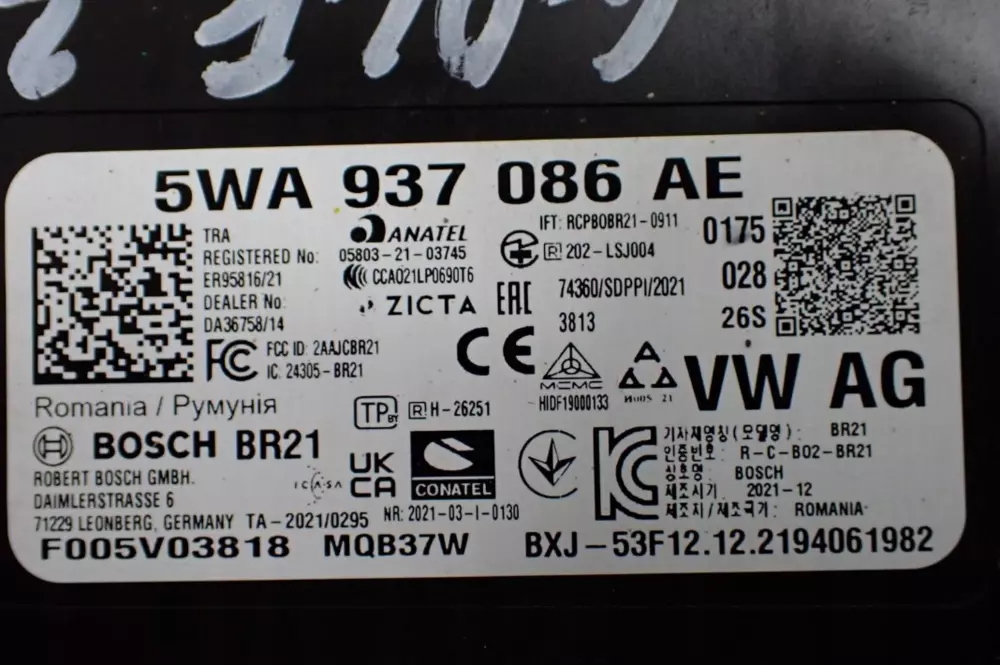 5WA 937 086 AE
TRA
REGISTERED No:
ER95816/21
DEALER No:
DA36758/14
ANATEL
05803-21-03745
CCAO21LP0690T6
ZICTA
IFT: RCPBOBR21-0911
R 202-LSJ004
EAC
74360/SDPPI/2021
3813
0175
028
26S
FC
FCC ID: 2AAJCBR21
IC: 24305-BR21
CE
MCMC
HIDF19000133
VW AG
Romania / Румунія
TP
R H-26251
BOSCH BR21
ROBERT BOSCH GMBH.
DAIMLERSTRASSE 6
71229 LEONBERG, GERMANY TA-2021/0295
ICASA
UK
CA
CONATEL
NR: 2021-03-I-0130
KC
기자재명칭(모델명): BR21
인증번호: R-C-B02-BR21
상호명: BOSCH
제조시기 2021-12
제조자/제조국가: ROMANIA
F005V03818 MQB37W BXJ-53F12.12.2194061982